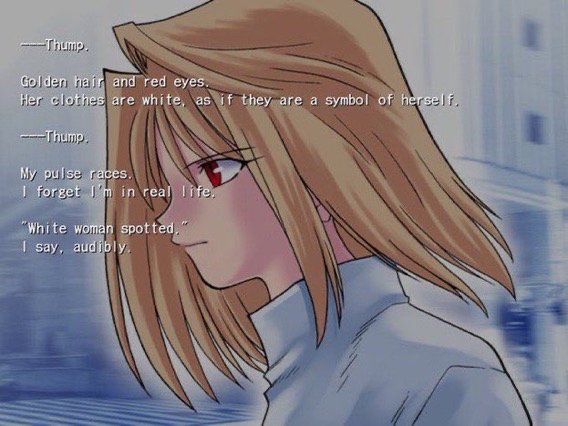 ———Thump.
Golden hair and red eyes.
Her clothes are white, as if they are a symbol of herself.
———Thump.
My pulse races.
I forget I'm in real life.
"White woman spotted."
I say, audibly.